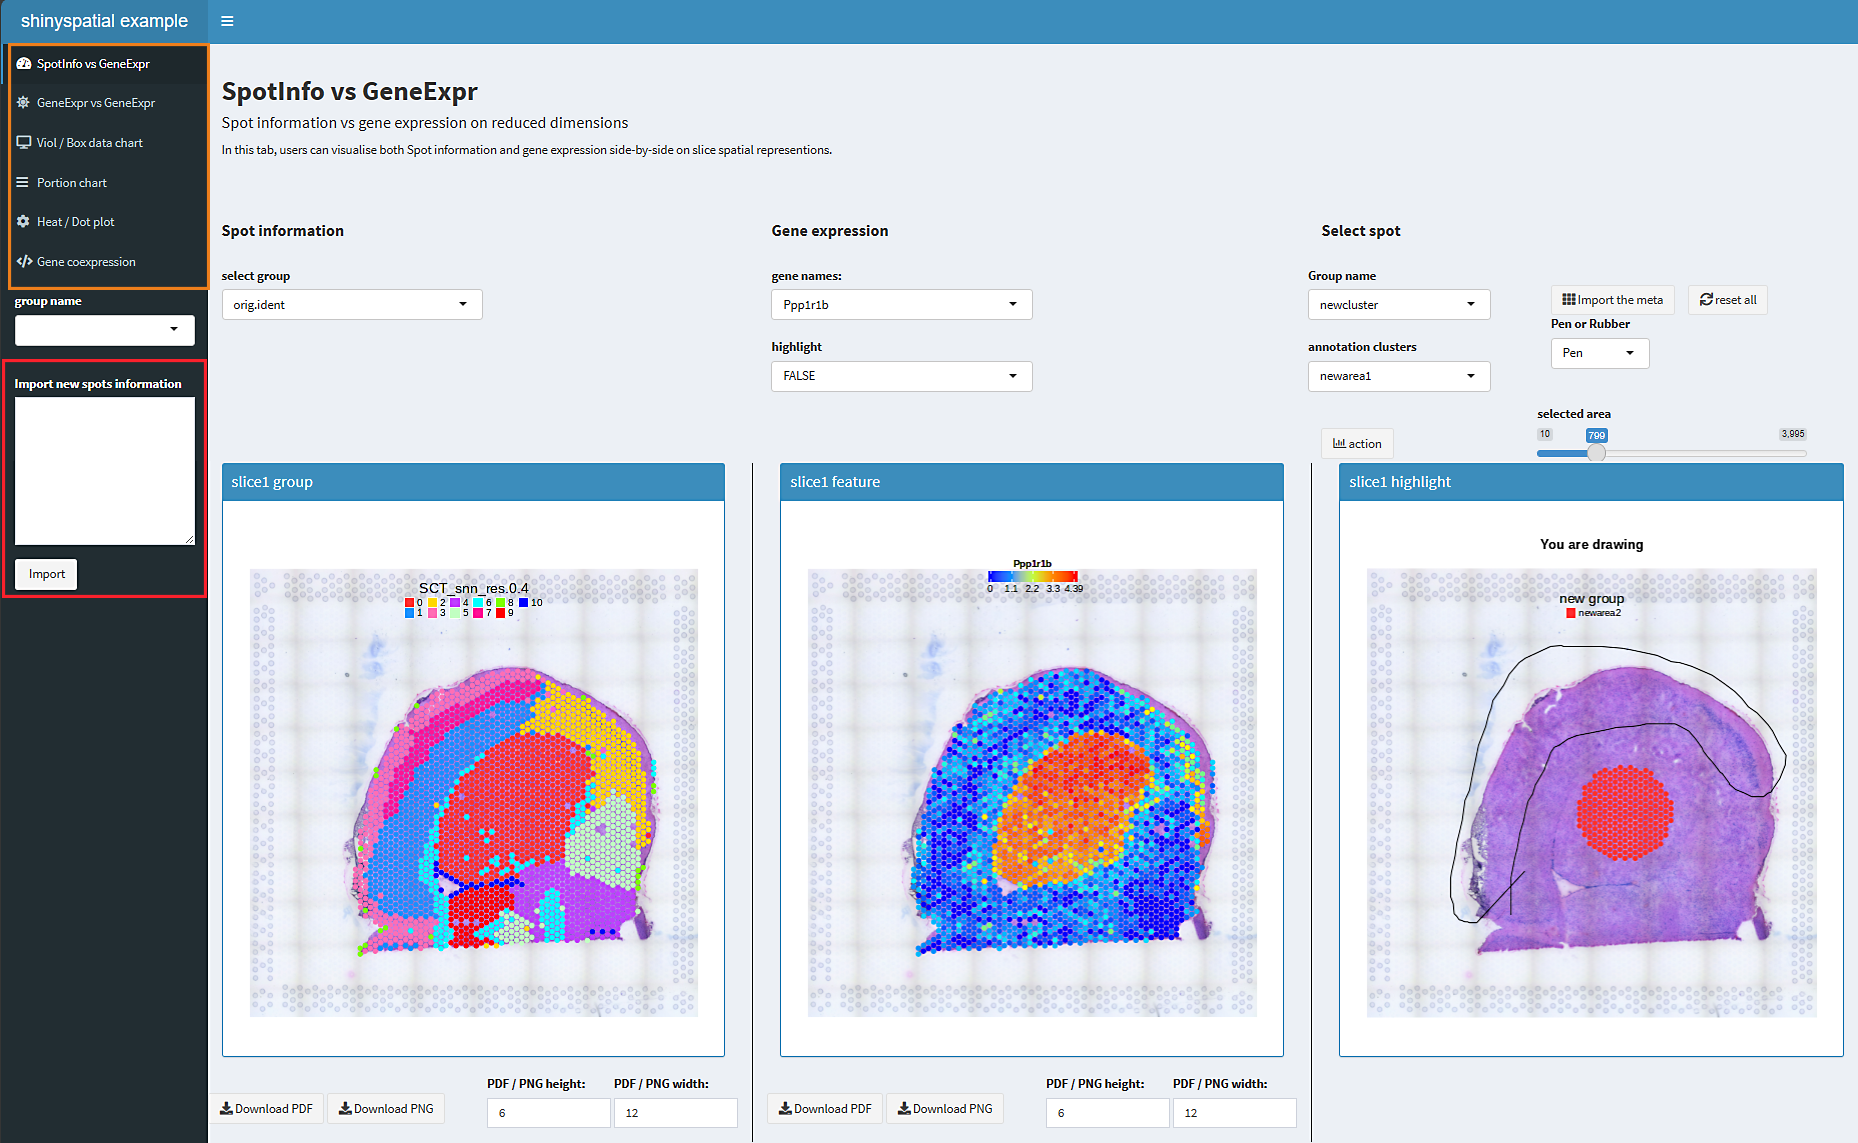 shinyspatial example
SpotInfo vs GeneExpr
GeneExpr vs GeneExpr
Viol / Box data chart
Portion chart
Heat / Dot plot
Gene coexpression
group name
Import new spots information
Import
SpotInfo vs GeneExpr
Spot information vs gene expression on reduced dimensions
In this tab, users can visualise both Spot information and gene expression side-by-side on slice spatial representions.
Spot information
select group
orig.ident
Gene expression
gene names:
Ppp1r1b
highlight
FALSE
Select spot
Group name
newcluster
annotation clusters
newarea1
action
Import the meta
reset all
Pen or Rubber
Pen
selected area
10 799 3,995
slice1 group
SCT_snn_res.0.4
0 2 4 6 8 10
1 3 5 7 9
Download PDF
Download PNG
PDF / PNG height:
6
PDF / PNG width:
12
slice1 feature
Ppp1r1b
0 1.1 2.2 3.3 4.39
Download PDF
Download PNG
PDF / PNG height:
6
PDF / PNG width:
12
slice1 highlight
You are drawing
new group
newarea2